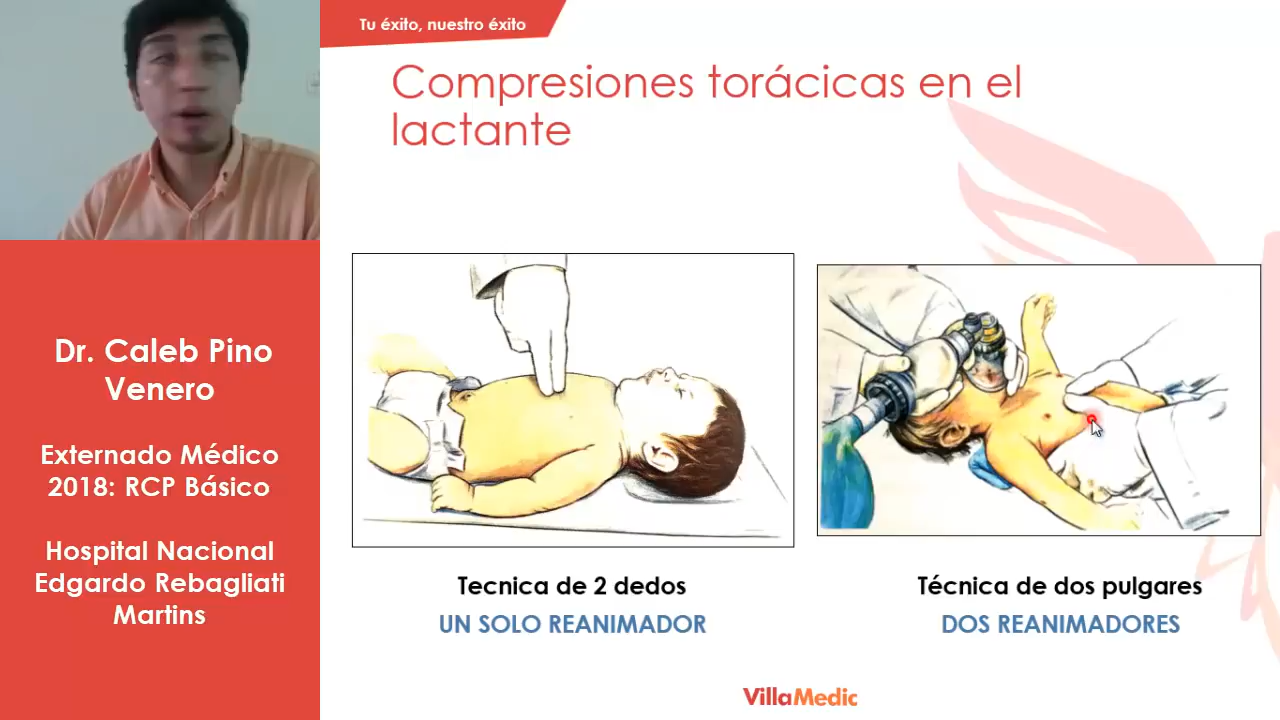 Tu éxito, nuestro éxito
Compresiones torácicas en el
lactante
Dr. Caleb Pino
Venero
Externado Médico
2018: RCP Básico
Hospital Nacional
Edgardo Rebagliati
Martins
Tecnica de 2 dedos
UN SOLO REANIMADOR
Técnica de dos pulgares
DOS REANIMADORES
VillaMedic